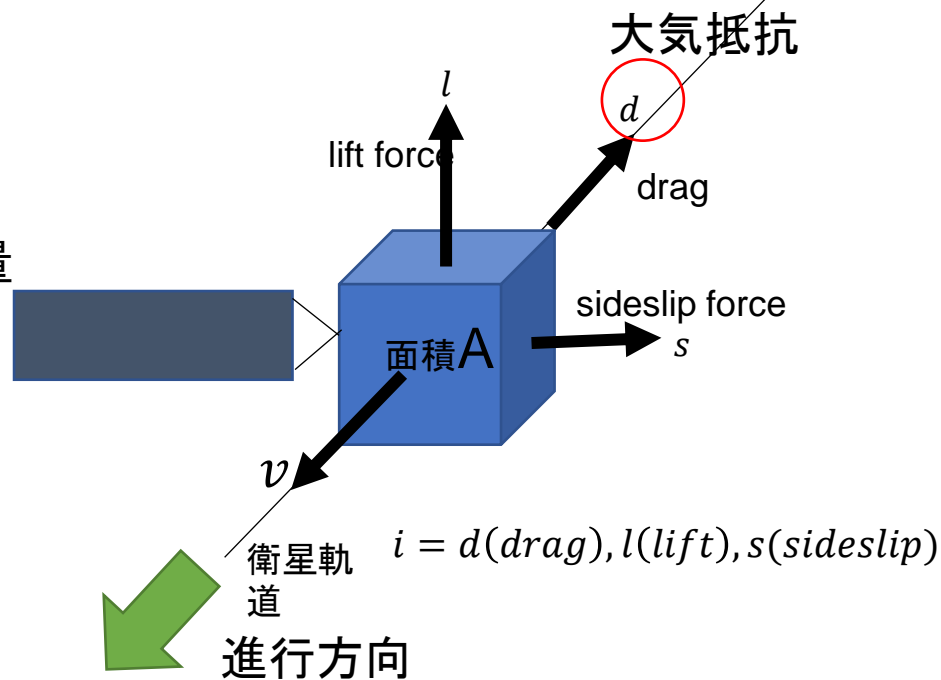 大気抵抗
l
d
lift force
drag
量
sideslip force
s
面積A
v
衛星軌
道
i = d(drag), l(lift), s(sideslip)
進行方向